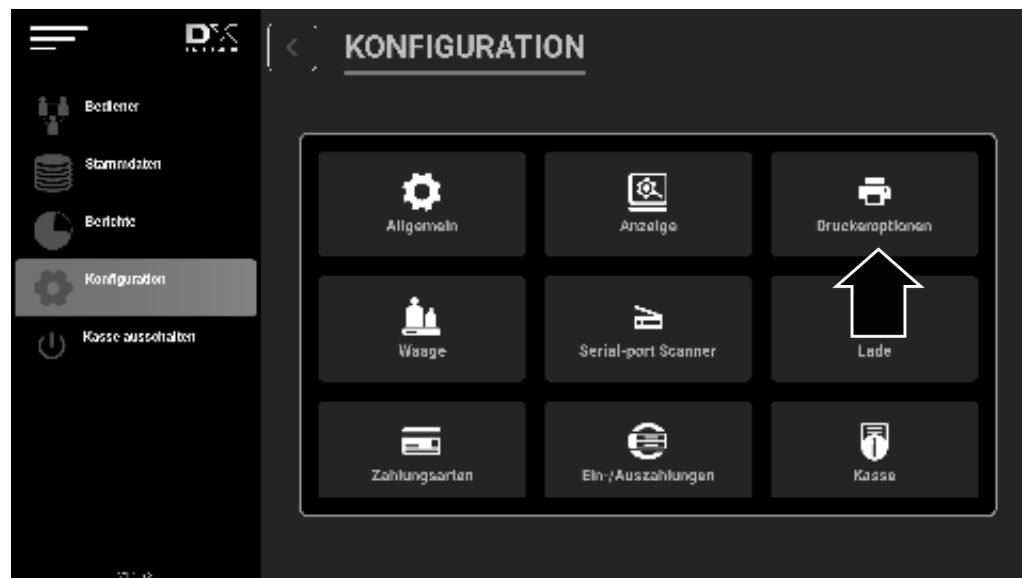 DX
KONFIGURATION
Bediener
Stammdaten
Berichte
Konfiguration
Kasse ausschalten
Allgemein
Anzeige
Druckeroptionen
Waage
Serial-port Scanner
Lade
Zahlungsarten
Ein-/Auszahlungen
Kasse